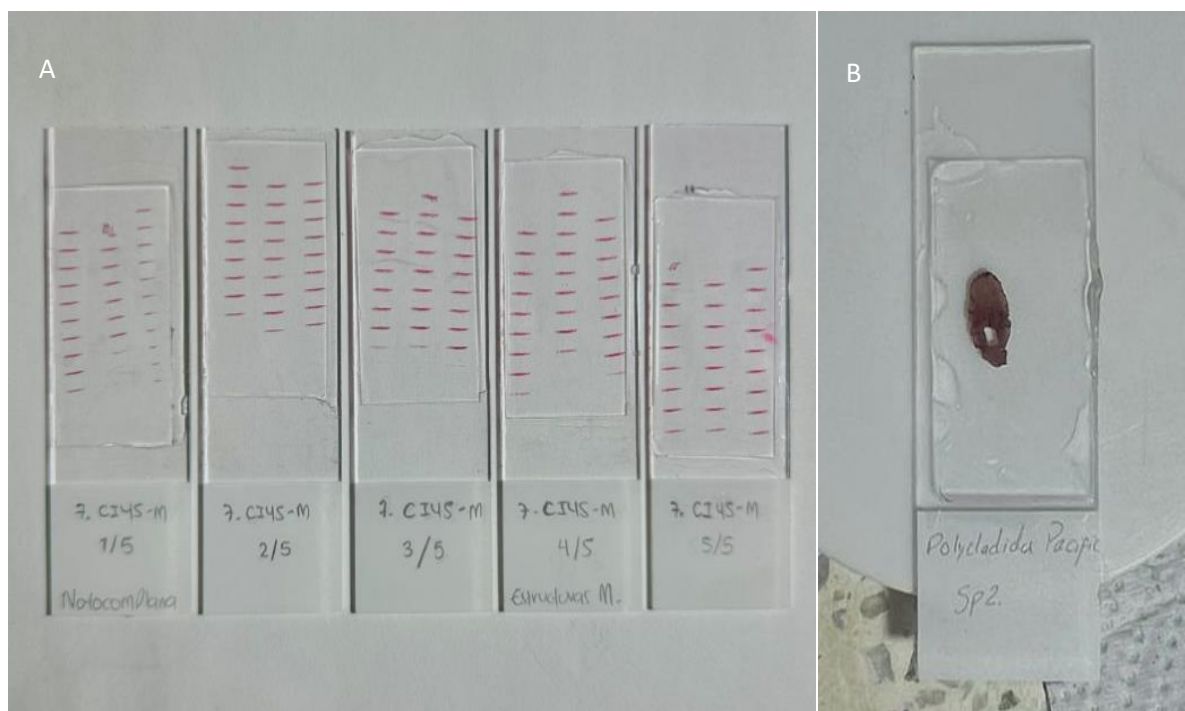 A
7. CI45-M
1/5
Notocomplana
7. CI45-M
2/5
7. CI45-M
3/5
7. CI45-M
4/5
Estructuras M.
7. CI45-M
5/5
B
Polycladida Pacific
Sp2.